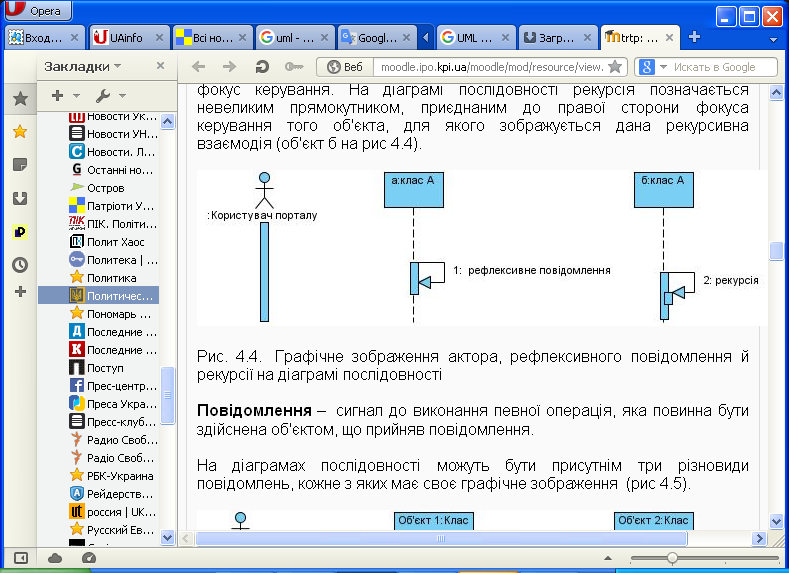 Opera
Вход...
UAinfo
Всі но...
uml - ...
Googl...
UML ...
Загр...
trtp: ...
Закладки
Веб
moodle.ipo.kpi.ua/moodle/mod/resource/view.
Искать в Google
Новости Ук...
Новости УН...
Новости. Л...
Останні но...
Остров
Патріоти У...
ПІК. Політи...
Полит Хаос
Политека | ...
Политика
Политичес...
Пономарь ...
Последние ...
Последние ...
Поступ
Прес-центр...
Преса Укра...
Пресс-клуб...
Радио Своб...
Радіо Своб...
РБК-Украина
Рейдерств...
россия | UK...
Русский Ев...
фокус керування. На діаграмі послідовності рекурсія позначається
невеликим прямокутником, приєднаним до правої сторони фокуса
керування того об'єкта, для якого зображується дана рекурсивна
взаємодія (об'єкт б на рис 4.4).
а:клас А
б:клас А
:Користувач порталу
1: рефлексивне повідомлення
2: рекурсія
Рис. 4.4. Графічне зображення актора, рефлексивного повідомлення й
рекурсії на діаграмі послідовності
Повідомлення – сигнал до виконання певної операція, яка повинна бути
здійснена об'єктом, що прийняв повідомлення.
На діаграмах послідовності можуть бути присутнім три різновиди
повідомлень, кожне з яких має своє графічне зображення (рис 4.5).
Об'єкт 1:Клас
Об'єкт 2:Клас